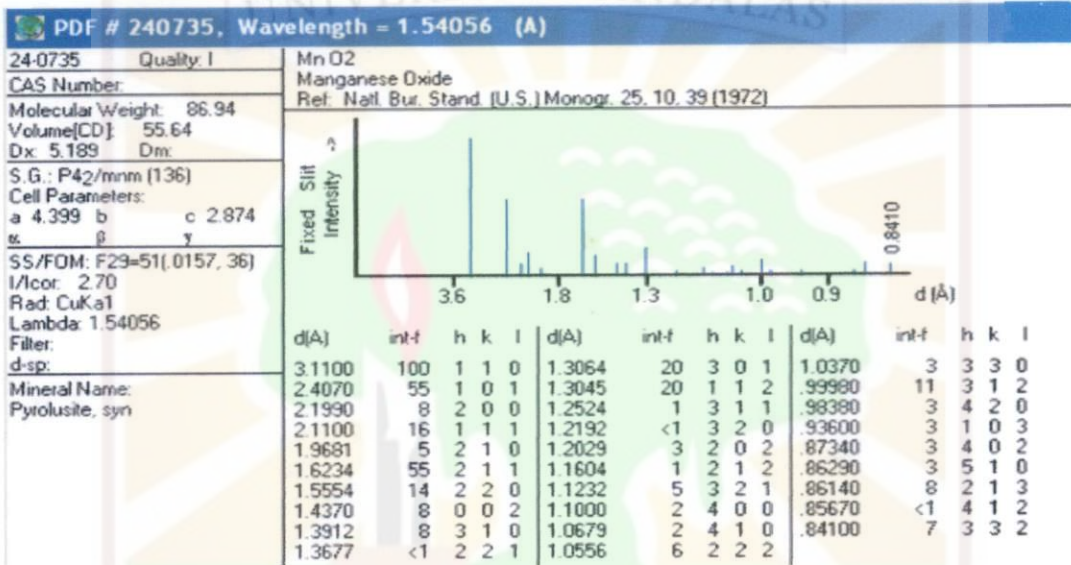 PDF # 240735, Wavelength = 1.54056 (A)
24-0735 Quality: I
CAS Number:
Molecular Weight: 86.94
Volume[CD]: 55.64
Dx: 5.189 Dm:
S.G.: P42/mnm (136)
Cell Parameters:
a 4.399 b c 2.874
α β γ
SS/FOM: F29=51(.0157, 36)
I/Icor: 2.70
Rad: CuKa1
Lambda: 1.54056
Filter:
d-sp:
Mineral Name:
Pyrolusite, syn
Mn O2
Manganese Oxide
Ref: Natl. Bur. Stand. (U.S.) Monogr. 25, 10, 39 (1972)
Fixed Slit
Intensity ->
0.8410
3.6 1.8 1.3 1.0 0.9 d (Å)
d(A) int-f h k l d(A) int-f h k l d(A) int-f h k l
3.1100 100 1 1 0 1.3064 20 3 0 1 1.0370 3 3 3 0
2.4070 55 1 0 1 1.3045 20 1 1 2 .99980 11 3 1 2
2.1990 8 2 0 0 1.2524 1 3 1 1 .98380 3 4 2 0
2.1100 16 1 1 1 1.2192 <1 3 2 0 .93600 3 1 0 3
1.9681 5 2 1 0 1.2029 3 2 0 2 .87340 3 4 0 2
1.6234 55 2 1 1 1.1604 1 2 1 2 .86290 3 5 1 0
1.5554 14 2 2 0 1.1232 5 3 2 1 .86140 8 2 1 3
1.4370 8 0 0 2 1.1000 2 4 0 0 .85670 <1 4 1 2
1.3912 8 3 1 0 1.0679 2 4 1 0 .84100 7 3 3 2
1.3677 <1 2 2 1 1.0556 6 2 2 2